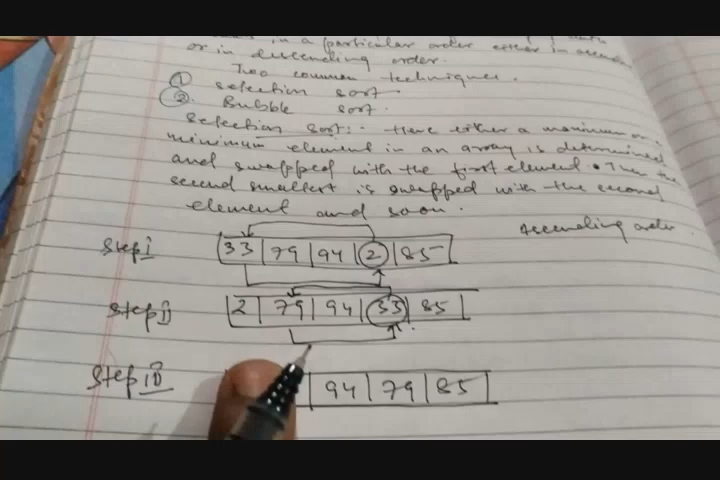 in a particular order either in
or in descending order.
Two common techniques.
① selection sort
②. Bubble sort.
selection sort:- Here either a maximum or
minimum element in an array is determined
and swapped with the first element. Then the
second smallest is swapped with the second
element and soon.
Ascending order
Step I 33 79 94 2 85
Step II 2 79 94 33 85
Step III 94 79 85